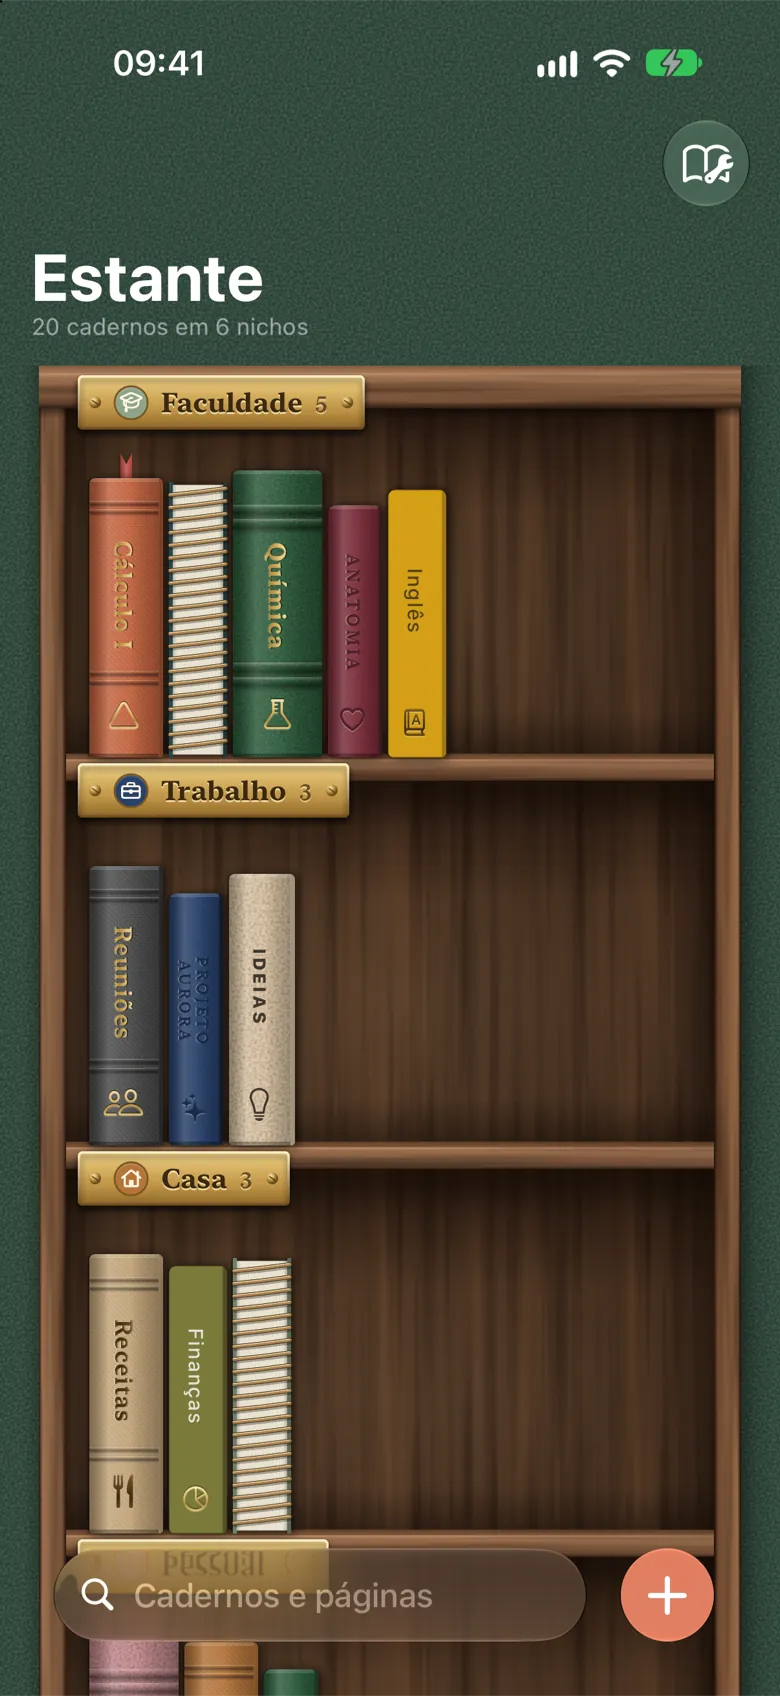 09:41
Estante
20 cadernos em 6 nichos
Faculdade 5
Cálculo I
Química
ANATOMIA
Inglês
A
Trabalho 3
Reuniões
PROJETO
AURORA
IDEIAS
Casa 3
Receitas
Finanças
Pessoal
Cadernos e páginas